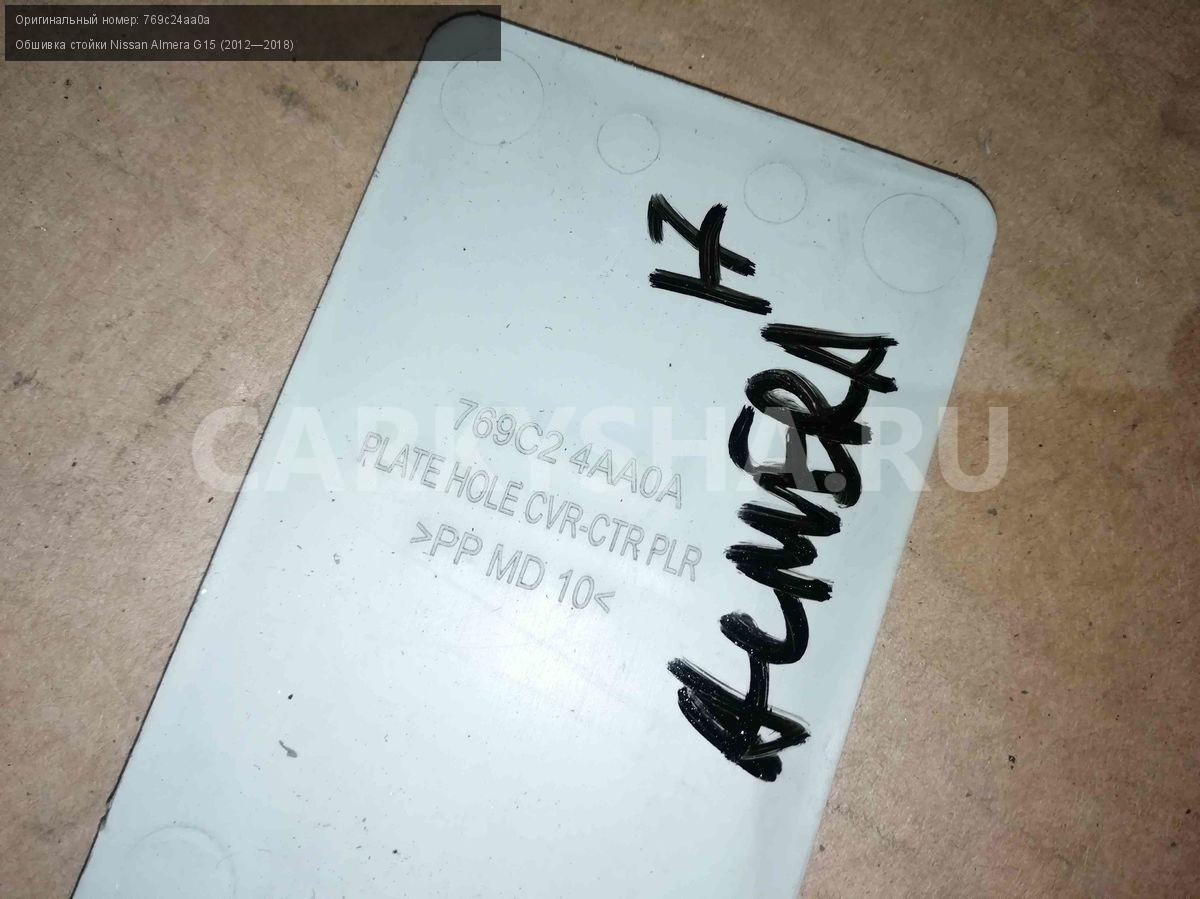 Оригинальный номер: 769c24aa0a
Обшивка стойки Nissan Almera G15 (2012—2018)
769C2 4AA0A
PLATE HOLE CVR-CTR PLR
>PP MD 10<
CARKYSHA.RU